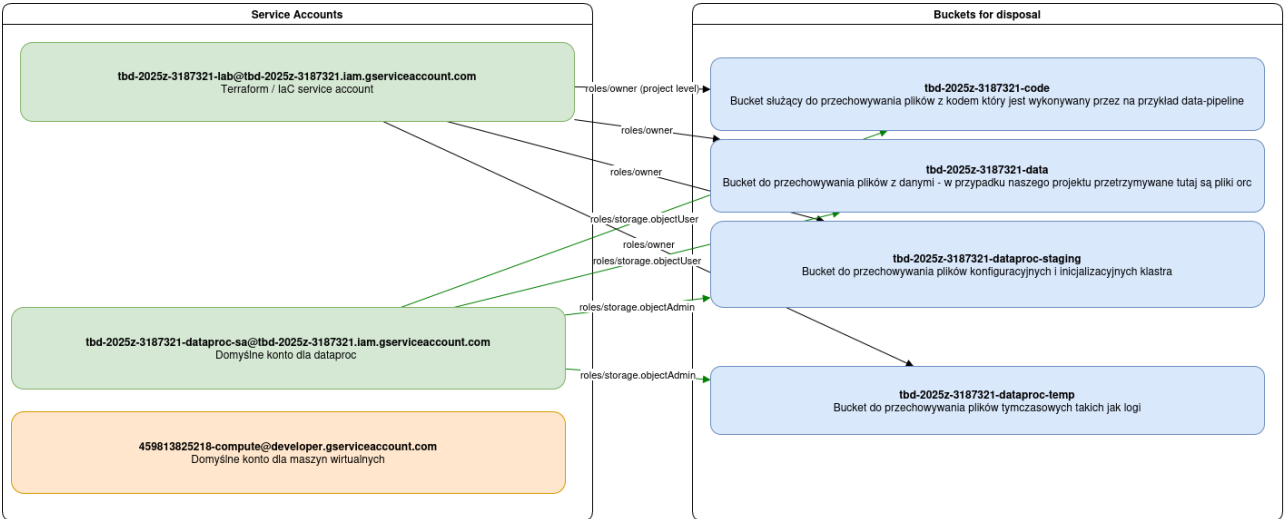 Service Accounts
tbd-2025z-3187321-lab@tbd-2025z-3187321.iam.gserviceaccount.com
Terraform / IaC service account
tbd-2025z-3187321-dataproc-sa@tbd-2025z-3187321.iam.gserviceaccount.com
Domyślne konto dla dataproc
459813825218-compute@developer.gserviceaccount.com
Domyślne konto dla maszyn wirtualnych
roles/owner (project level)
roles/owner
roles/owner
roles/storage.objectUser
roles/owner
roles/storage.objectUser
roles/storage.objectAdmin
roles/storage.objectAdmin
Buckets for disposal
tbd-2025z-3187321-code
Bucket służący do przechowywania plików z kodem który jest wykonywany przez na przykład data-pipeline
tbd-2025z-3187321-data
Bucket do przechowywania plików z danymi - w przypadku naszego projektu przetrzymywane tutaj są pliki orc
tbd-2025z-3187321-dataproc-staging
Bucket do przechowywania plików konfiguracyjnych i inicjalizacyjnych klastra
tbd-2025z-3187321-dataproc-temp
Bucket do przechowywania plików tymczasowych takich jak logi